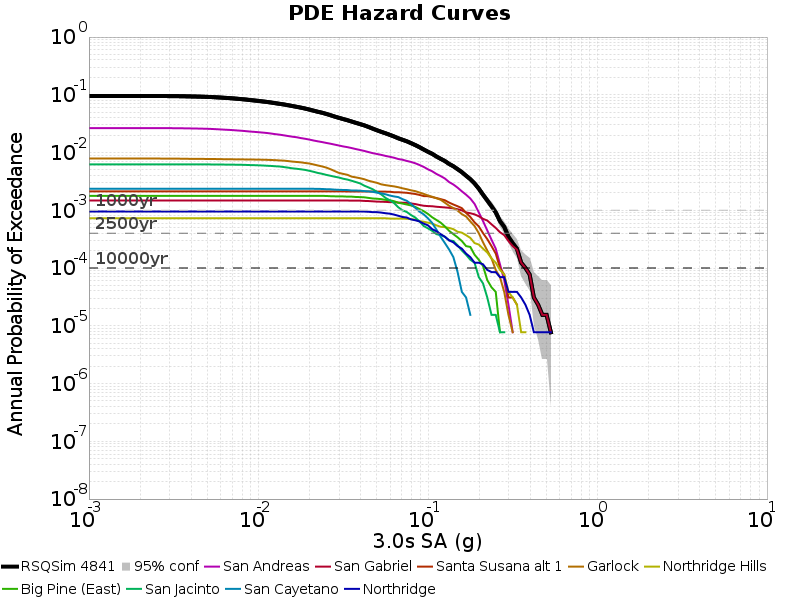 PDE Hazard Curves
10^0
10^-1
10^-2
10^-3
10^-4
10^-5
10^-6
10^-7
10^-8
Annual Probability of Exceedance
1000yr
2500yr
10000yr
10^-3 10^-2 10^-1 10^0 10^1
3.0s SA (g)
RSQSim 4841 95% conf San Andreas San Gabriel Santa Susana alt 1 Garlock Northridge Hills
Big Pine (East) San Jacinto San Cayetano Northridge